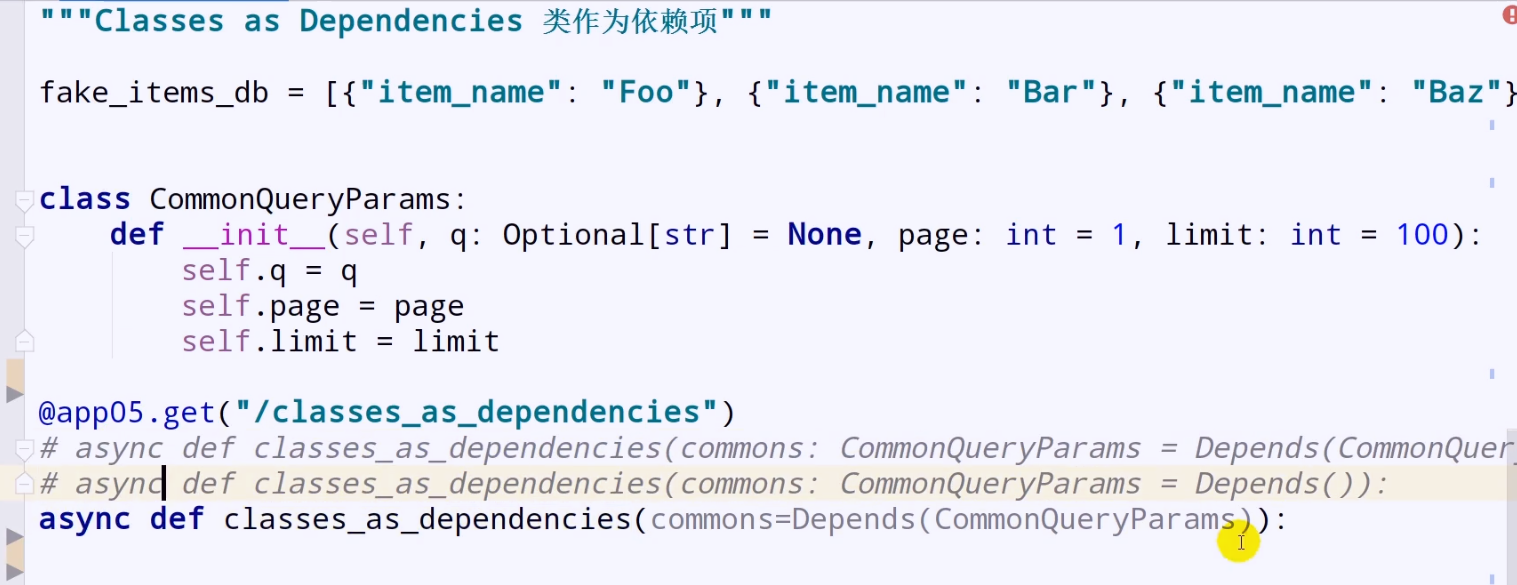 """Classes as Dependencies 类作为依赖项"""
fake_items_db = [{"item_name": "Foo"}, {"item_name": "Bar"}, {"item_name": "Baz"}
class CommonQueryParams:
def __init__(self, q: Optional[str] = None, page: int = 1, limit: int = 100):
self.q = q
self.page = page
self.limit = limit
@app05.get("/classes_as_dependencies")
# async def classes_as_dependencies(commons: CommonQueryParams = Depends(CommonQuer
# async def classes_as_dependencies(commons: CommonQueryParams = Depends()):
async def classes_as_dependencies(commons=Depends(CommonQueryParams)):